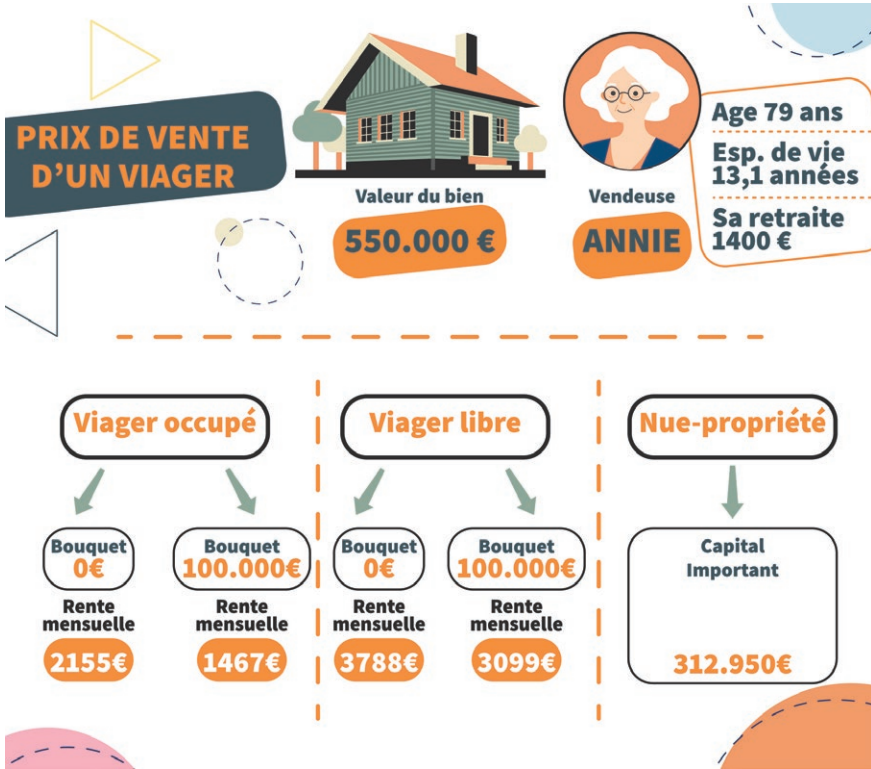 PRIX DE VENTE
D’UN VIAGER
Valeur du bien
550.000 €
Vendeuse
ANNIE
Age 79 ans
Esp. de vie
13,1 années
Sa retraite
1400 €
Viager occupé
Bouquet
0€
Rente
mensuelle
2155€
Bouquet
100.000€
Rente
mensuelle
1467€
Viager libre
Bouquet
0€
Rente
mensuelle
3788€
Bouquet
100.000€
Rente
mensuelle
3099€
Nue-propriété
Capital
Important
312.950€